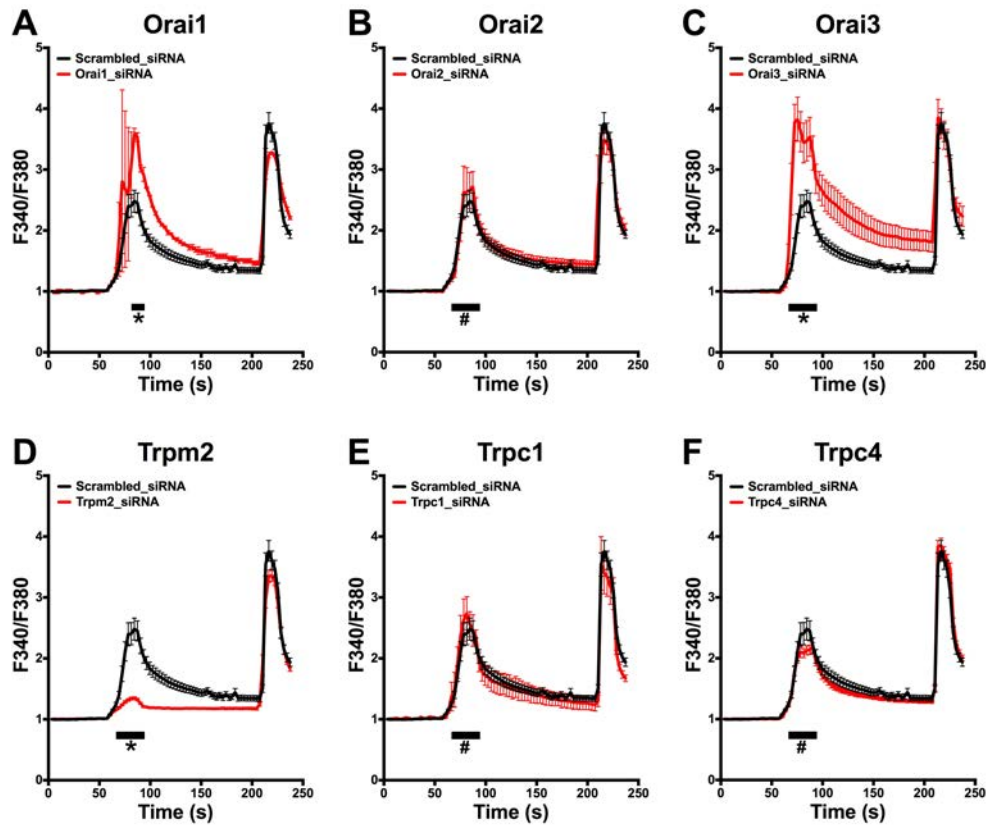 A Orai1
Scrambled_siRNA
Orai1_siRNA
F340/F380
5
4
3
2
1
0
*
0 50 100 150 200 250
Time (s)
B Orai2
Scrambled_siRNA
Orai2_siRNA
5
4
3
2
1
0
#
0 50 100 150 200 250
Time (s)
C Orai3
Scrambled_siRNA
Orai3_siRNA
5
4
3
2
1
0
*
0 50 100 150 200 250
Time (s)
D Trpm2
Scrambled_siRNA
Trpm2_siRNA
F340/F380
5
4
3
2
1
0
*
0 50 100 150 200 250
Time (s)
E Trpc1
Scrambled_siRNA
Trpc1_siRNA
F340/F380
5
4
3
2
1
0
#
0 50 100 150 200 250
Time (s)
F Trpc4
Scrambled_siRNA
Trpc4_siRNA
F340/F380
5
4
3
2
1
0
#
0 50 100 150 200 250
Time (s)